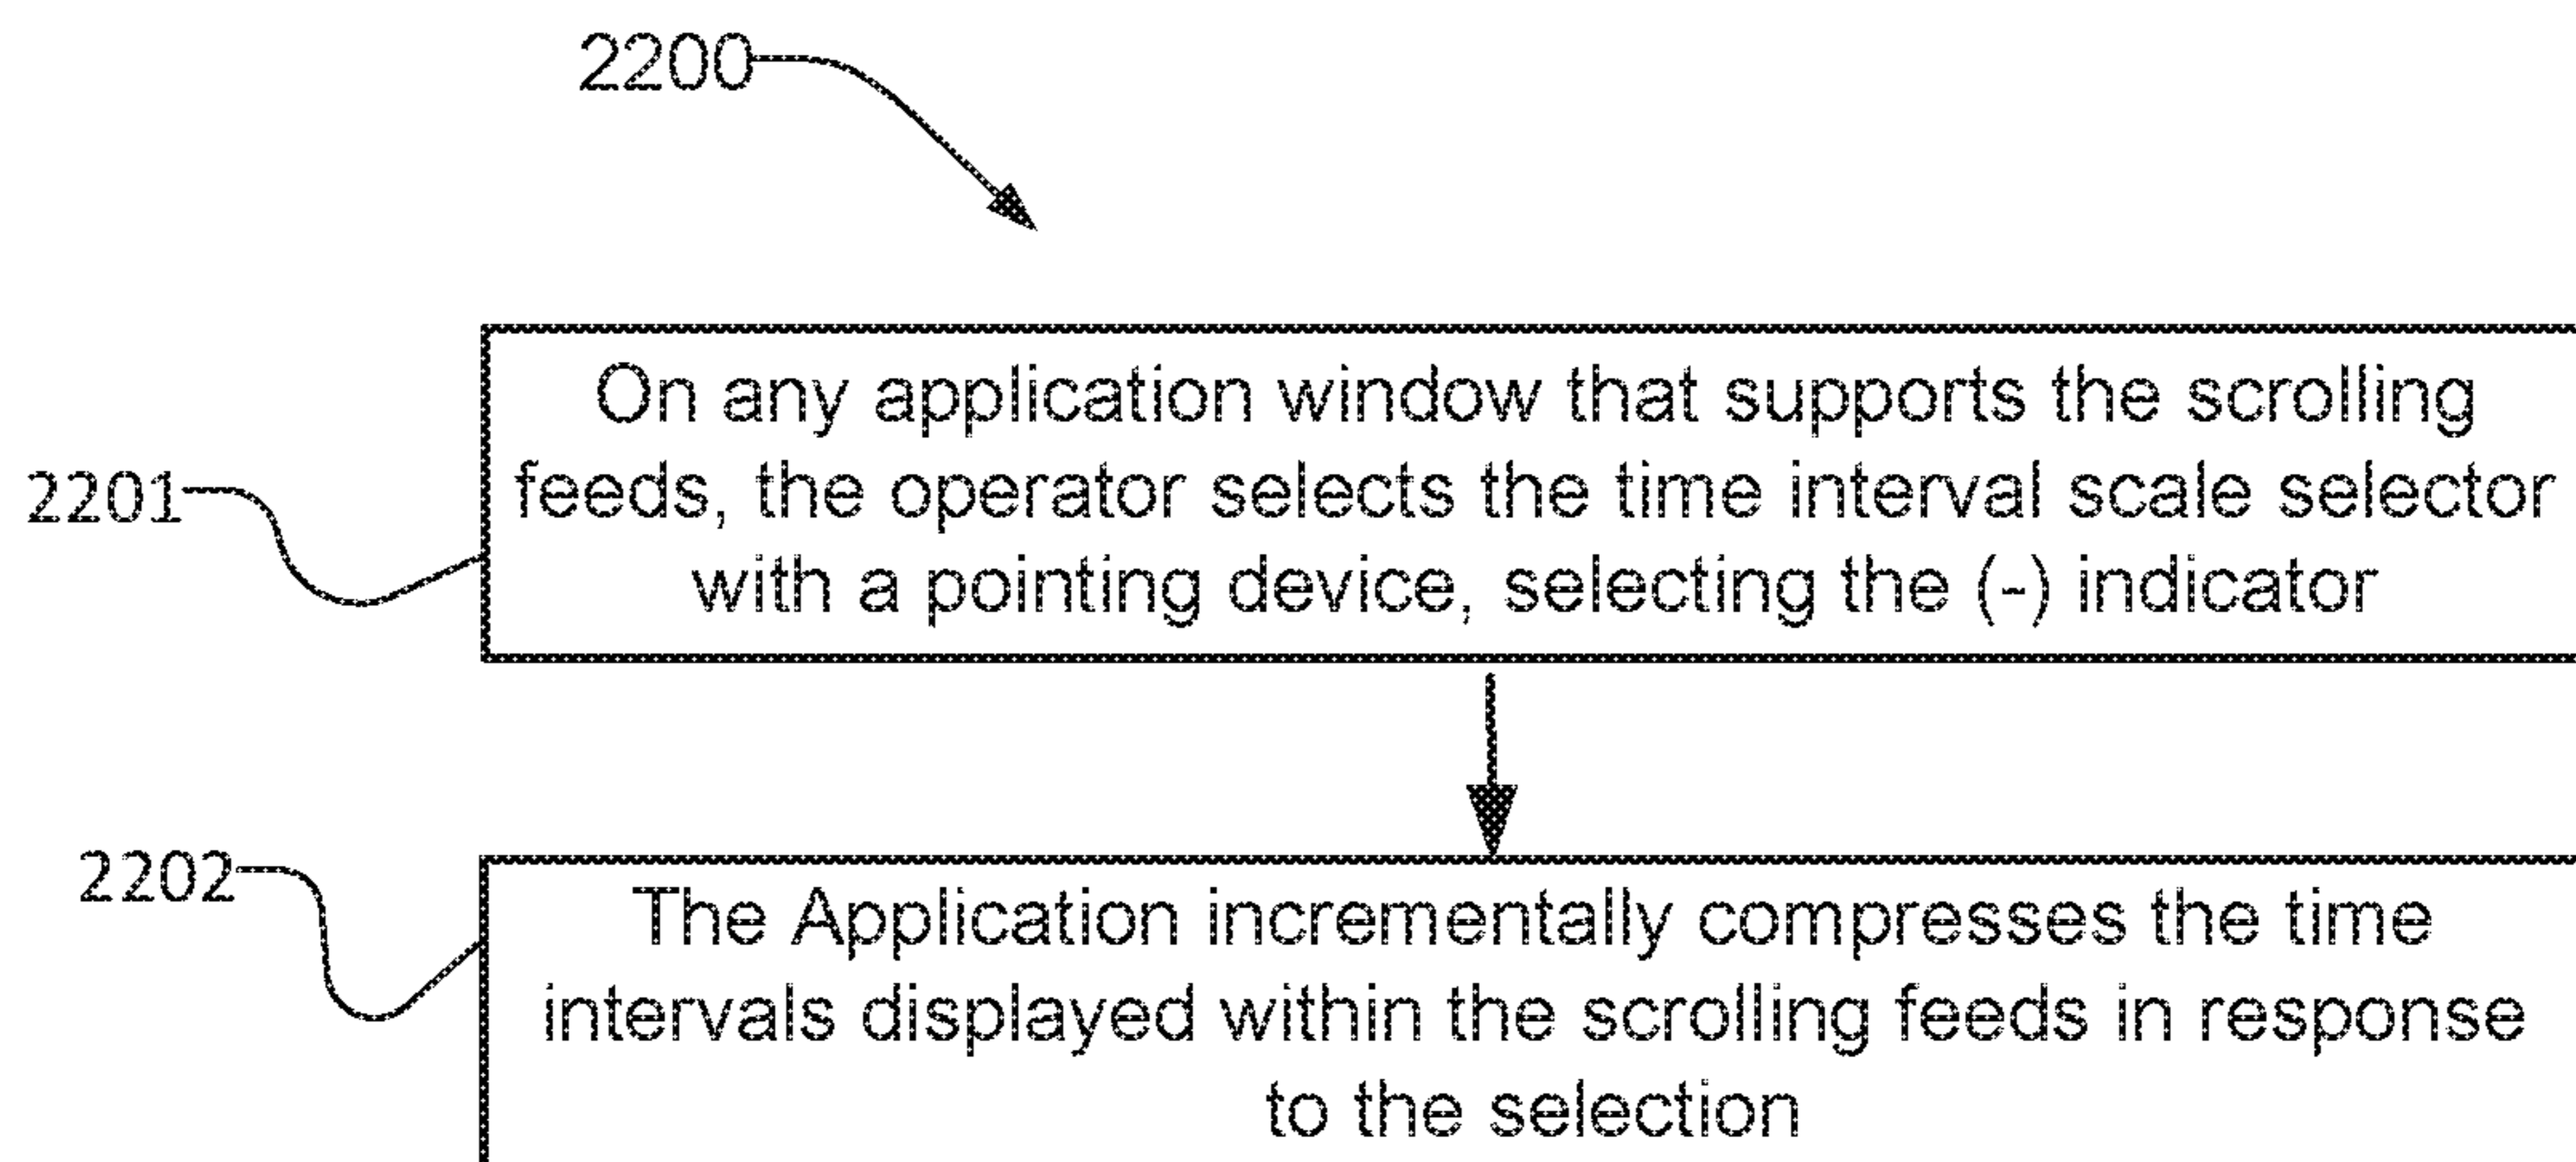 2200
On any application window that supports the scrolling
feeds, the operator selects the time interval scale selector
with a pointing device, selecting the (-) indicator
2201
The Application incrementally compresses the time
intervals displayed within the scrolling feeds in response
to the selection
2202